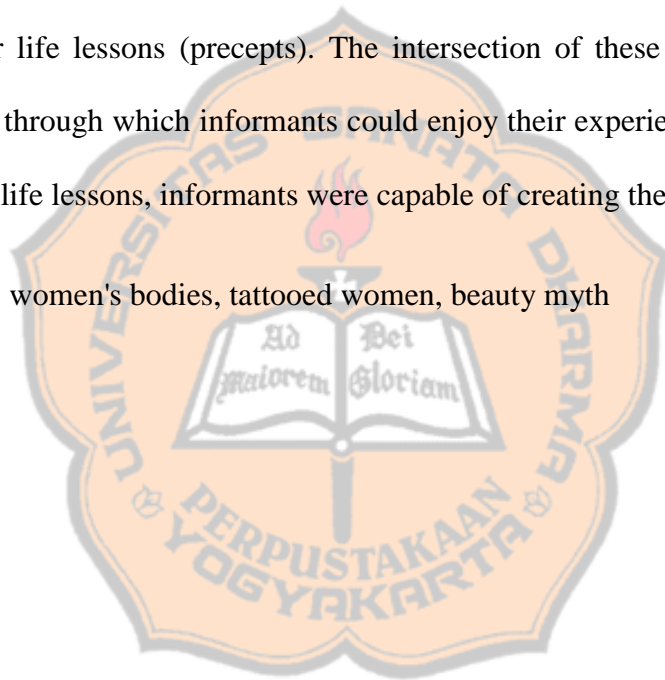 r life lessons (precepts). The intersection of these
through which informants could enjoy their experie
life lessons, informants were capable of creating the
women's bodies, tattooed women, beauty myth
UNIVERSITAS SANATA DHARMA
Ad Dei
Maiorem Gloriam
PERPUSTAKAAN
YOGYAKARTA